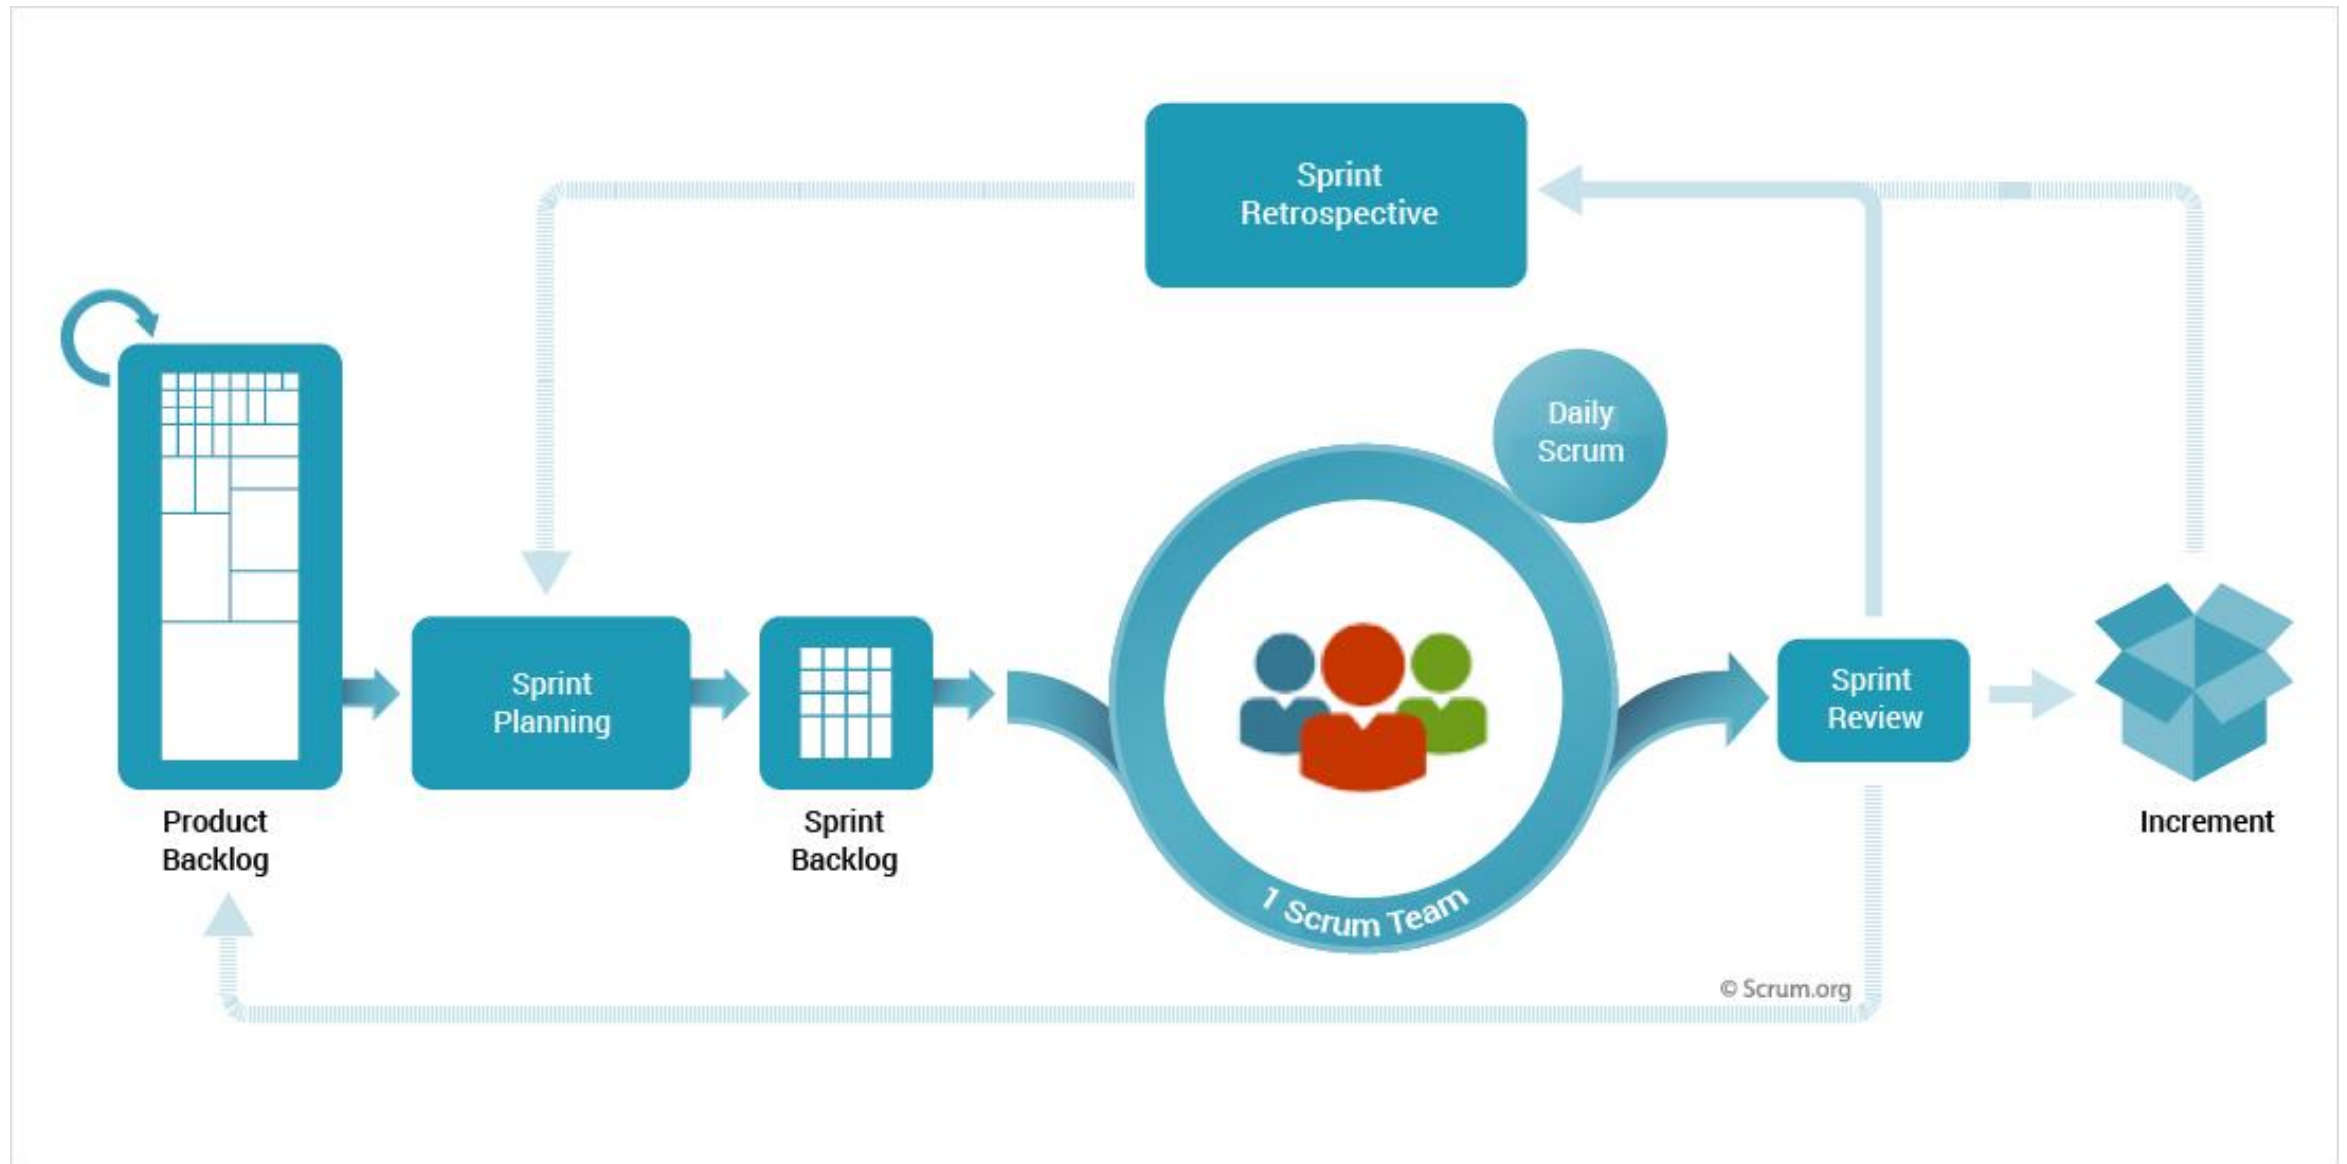 Sprint
Retrospective
Daily
Scrum
Sprint
Planning
Sprint
Review
Product
Backlog
Sprint
Backlog
Increment
1 Scrum Team
© Scrum.org